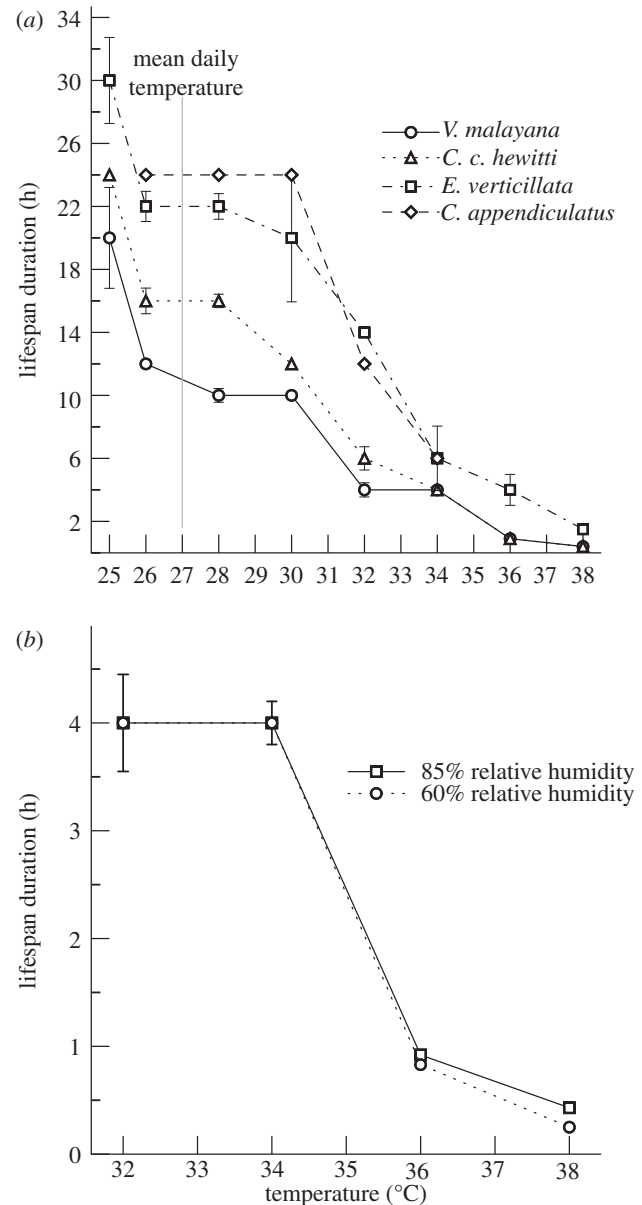 (a)
34
30
26
22
18
14
10
6
2
lifespan duration (h)
mean daily
temperature
V. malayana
C. c. hewitti
E. verticillata
C. appendiculatus
25 26 27 28 29 30 31 32 33 34 35 36 37 38
(b)
4
3
2
1
0
lifespan duration (h)
85% relative humidity
60% relative humidity
32 33 34 35 36 37 38
temperature (°C)